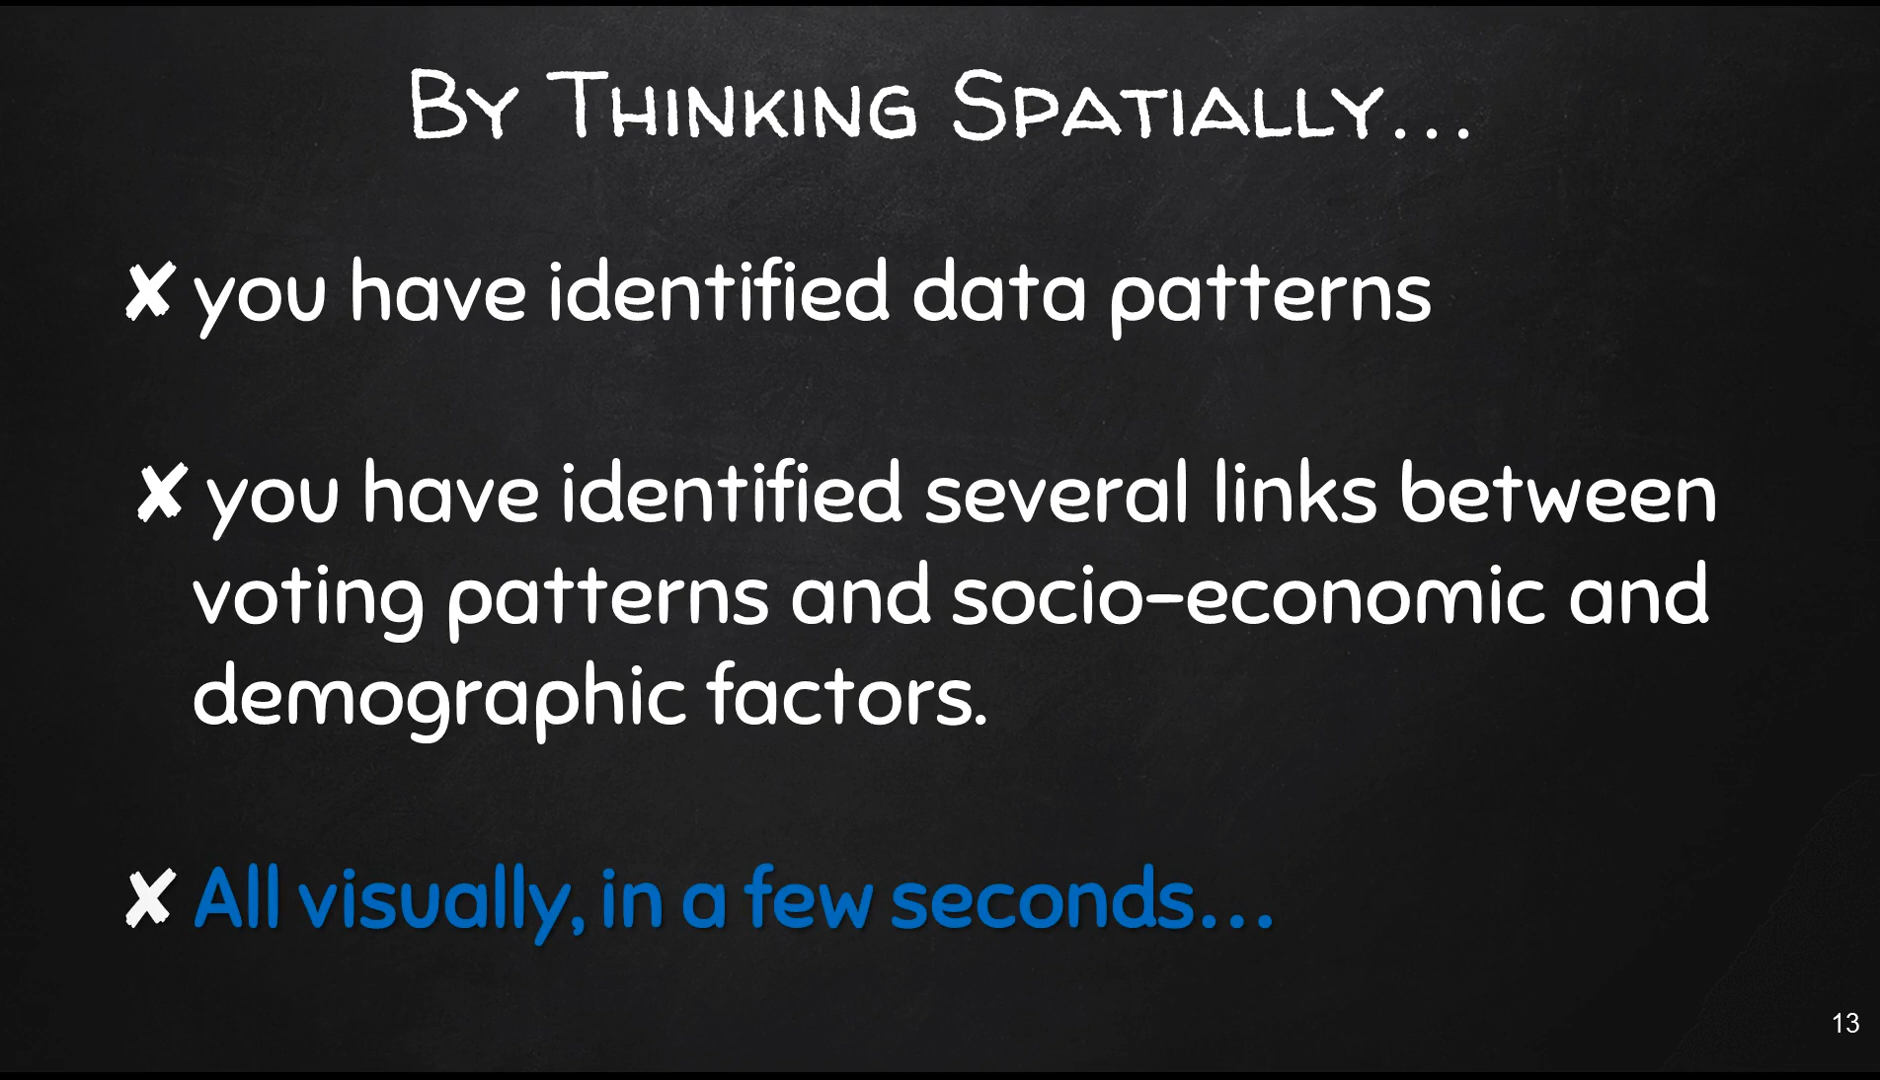 By Thinking Spatially...
✘ you have identified data patterns
✘ you have identified several links between
voting patterns and socio-economic and
demographic factors.
✘ All visually, in a few seconds...
13